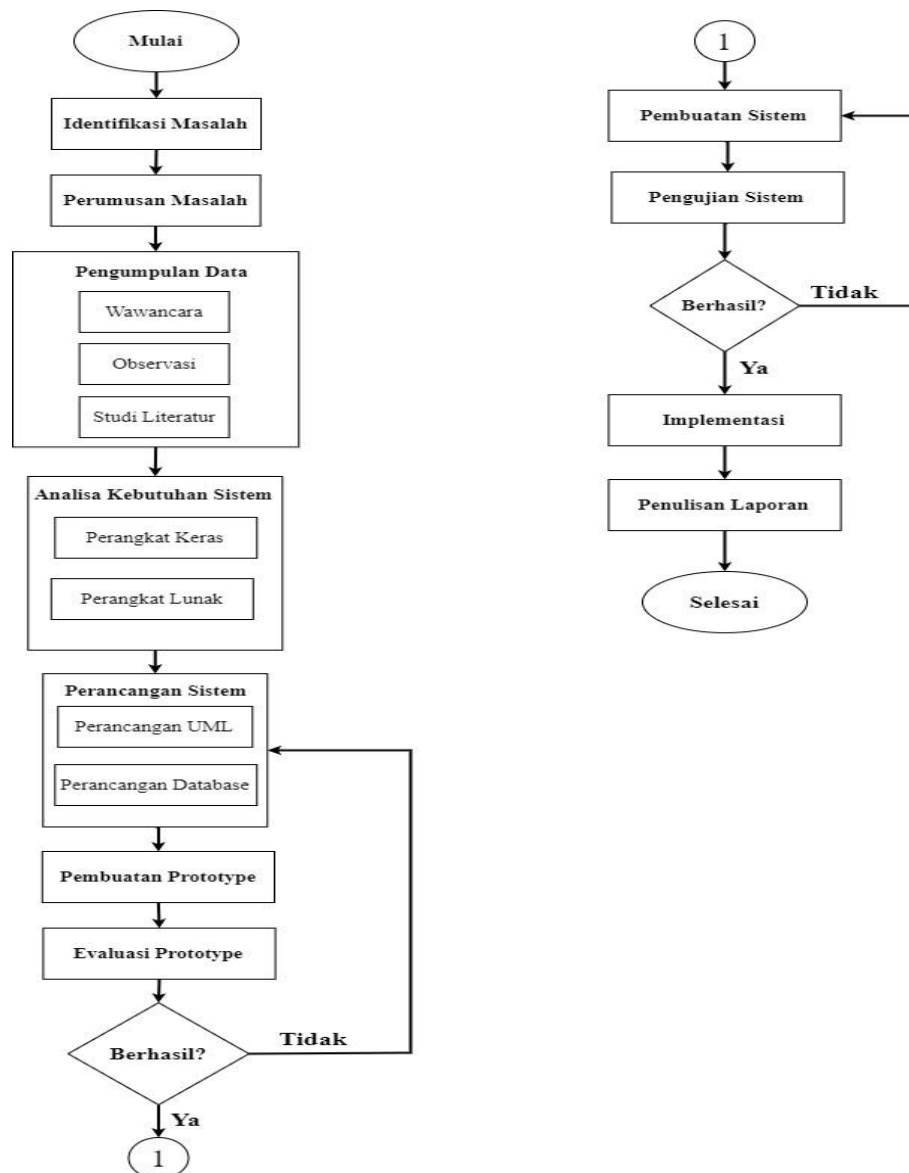 Mulai
Identifikasi Masalah
Perumusan Masalah
Pengumpulan Data
Wawancara
Observasi
Studi Literatur
Analisa Kebutuhan Sistem
Perangkat Keras
Perangkat Lunak
Perancangan Sistem
Perancangan UML
Perancangan Database
Pembuatan Prototype
Evaluasi Prototype
Berhasil?
Tidak
Ya
1
1
Pembuatan Sistem
Pengujian Sistem
Berhasil?
Tidak
Ya
Implementasi
Penulisan Laporan
Selesai